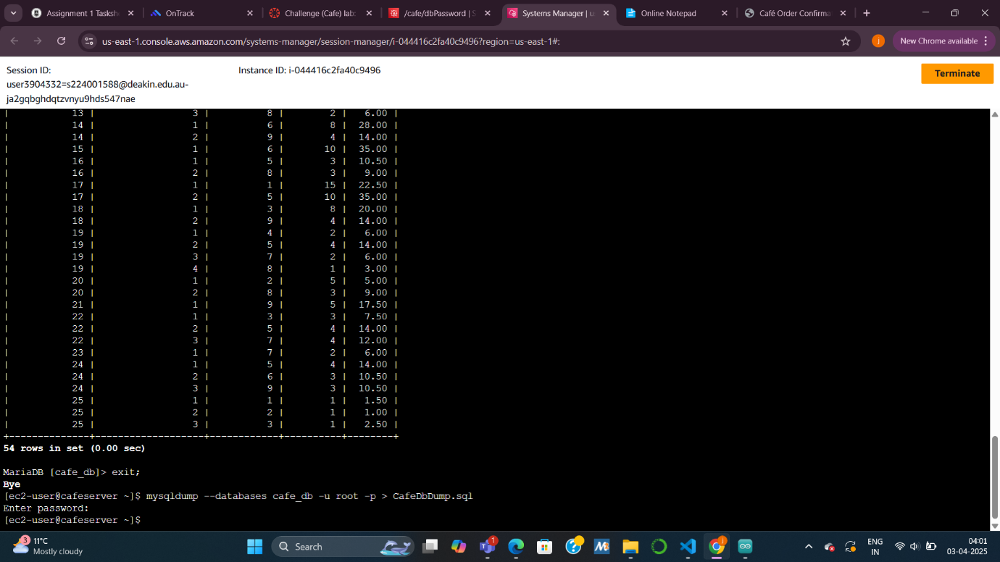 Assignment 1 Taskshe
OnTrack
Challenge (Cafe) lab:
/cafe/dbPassword | S
Systems Manager | us
Online Notepad
Café Order Confirma
us-east-1.console.aws.amazon.com/systems-manager/session-manager/i-044416c2fa40c9496?region=us-east-1#:
j
New Chrome available
Session ID:
user3904332=s224001588@deakin.edu.au-
ja2gqbghdqtzvnyu9hds547nae
Instance ID: i-044416c2fa40c9496
Terminate
| 13 | 3 | 8 | 2 | 6.00 |
| 14 | 1 | 6 | 8 | 28.00 |
| 14 | 2 | 9 | 4 | 14.00 |
| 15 | 1 | 6 | 10 | 35.00 |
| 16 | 1 | 5 | 3 | 10.50 |
| 16 | 2 | 8 | 3 | 9.00 |
| 17 | 1 | 1 | 15 | 22.50 |
| 17 | 2 | 5 | 10 | 35.00 |
| 18 | 1 | 3 | 8 | 20.00 |
| 18 | 2 | 9 | 4 | 14.00 |
| 19 | 1 | 4 | 2 | 6.00 |
| 19 | 2 | 5 | 4 | 14.00 |
| 19 | 3 | 7 | 2 | 6.00 |
| 19 | 4 | 8 | 1 | 3.00 |
| 20 | 1 | 2 | 5 | 5.00 |
| 20 | 2 | 8 | 3 | 9.00 |
| 21 | 1 | 9 | 5 | 17.50 |
| 22 | 1 | 3 | 3 | 7.50 |
| 22 | 2 | 5 | 4 | 14.00 |
| 22 | 3 | 7 | 4 | 12.00 |
| 23 | 1 | 7 | 2 | 6.00 |
| 24 | 1 | 5 | 4 | 14.00 |
| 24 | 2 | 6 | 3 | 10.50 |
| 24 | 3 | 9 | 3 | 10.50 |
| 25 | 1 | 1 | 1 | 1.50 |
| 25 | 2 | 2 | 1 | 1.00 |
| 25 | 3 | 3 | 1 | 2.50 |
+--------------+-------------------+------------+----------+--------+
54 rows in set (0.00 sec)
MariaDB [cafe_db]> exit;
Bye
[ec2-user@cafeserver ~]$ mysqldump --databases cafe_db -u root -p > CafeDbDump.sql
Enter password:
[ec2-user@cafeserver ~]$
3
11°C
Mostly cloudy
Search
1
j
ENG
IN
04:01
03-04-2025